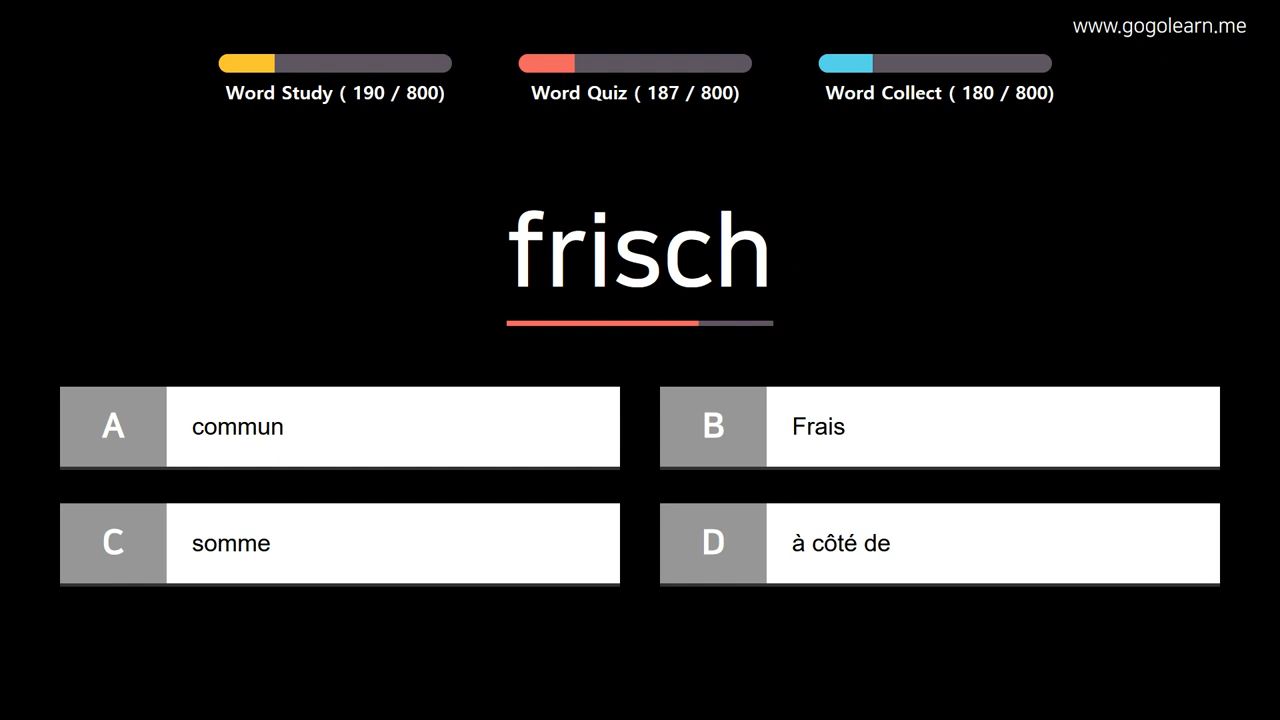 www.gogolearn.me
Word Study ( 190 / 800)
Word Quiz ( 187 / 800)
Word Collect ( 180 / 800)
frisch
A commun
B Frais
C somme
D à côté de